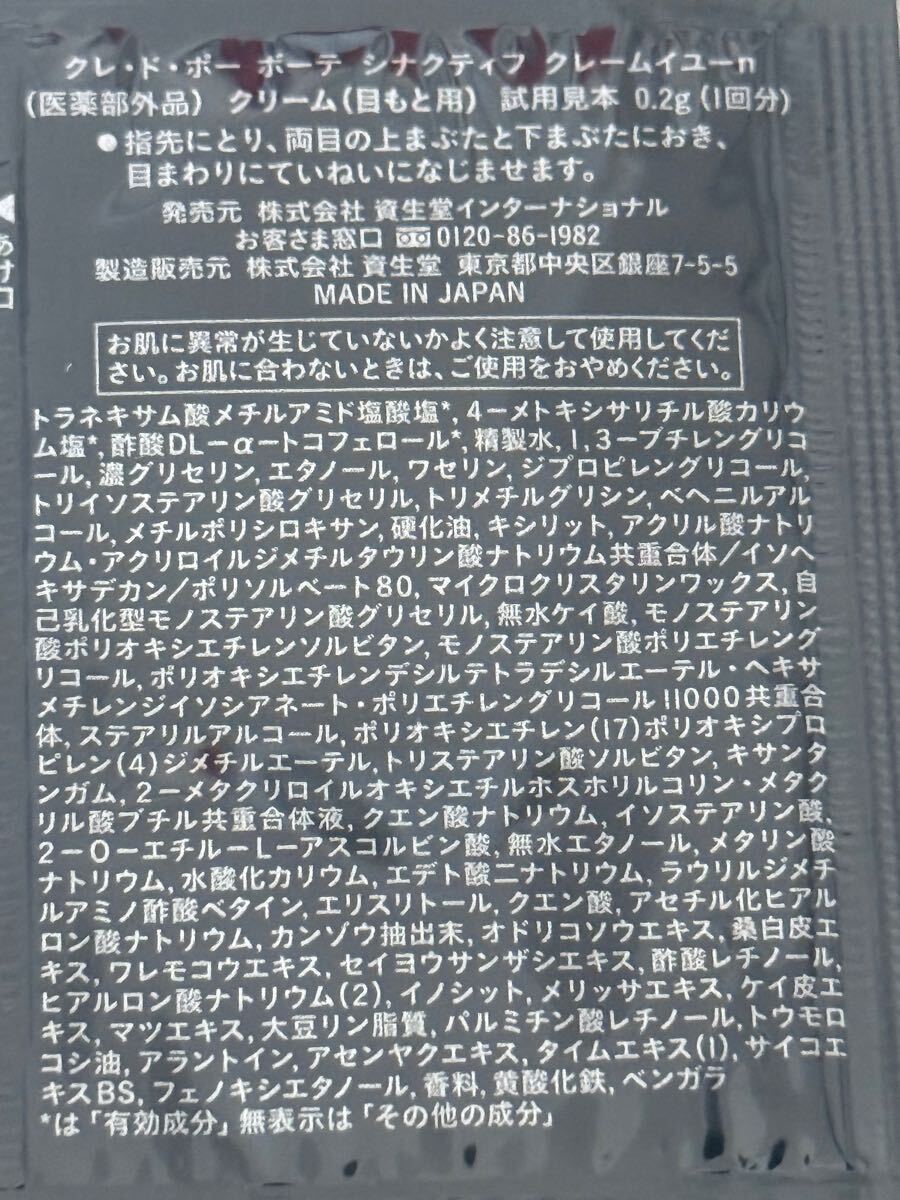 クレ・ド・ポー ボーテ シナクティフ クレームイユーn
(医薬部外品) クリーム(目もと用) 試用見本 0.2g(1回分)
●指先にとり、両目の上まぶたと下まぶたにおき、
目まわりにていねいになじませます。
発売元 株式会社 資生堂インターナショナル
お客さま窓口 0120-86-1982
製造販売元 株式会社 資生堂 東京都中央区銀座7-5-5
MADE IN JAPAN
あけ口
お肌に異常が生じていないかよく注意して使用してくだ
さい。お肌に合わないときは、ご使用をおやめください。
トラネキサム酸メチルアミド塩酸塩*, 4-メトキシサリチル酸カリウ
ム塩*, 酢酸DL-α-トコフェロール*, 精製水, 1,3-ブチレングリコ
ール, 濃グリセリン, エタノール, ワセリン, ジプロピレングリコール,
トリイソステアリン酸グリセリル, トリメチルグリシン, ベヘニルアル
コール, メチルポリシロキサン, 硬化油, キシリット, アクリル酸ナトリ
ウム・アクリロイルジメチルタウリン酸ナトリウム共重合体/イソヘ
キサデカン/ポリソルベート80, マイクロクリスタリンワックス, 自
己乳化型モノステアリン酸グリセリル, 無水ケイ酸, モノステアリン
酸ポリオキシエチレンソルビタン, モノステアリン酸ポリエチレング
リコール, ポリオキシエチレンデシルテトラデシルエーテル・ヘキサ
メチレンジイソシアネート・ポリエチレングリコール11000共重合
体, ステアリルアルコール, ポリオキシエチレン(17)ポリオキシプロ
ピレン(4)ジメチルエーテル, トリステアリン酸ソルビタン, キサンタ
ンガム, 2-メタクリロイルオキシエチルホスホリルコリン・メタク
リル酸ブチル共重合体液, クエン酸ナトリウム, イソステアリン酸,
2-O-エチル-L-アスコルビン酸, 無水エタノール, メタリン酸
ナトリウム, 水酸化カリウム, エデト酸二ナトリウム, ラウリルジメチ
ルアミノ酢酸ベタイン, エリスリトール, クエン酸, アセチル化ヒアル
ロン酸ナトリウム, カンゾウ抽出末, オドリコソウエキス, 桑白皮エ
キス, ワレモコウエキス, セイヨウサンザシエキス, 酢酸レチノール,
ヒアルロン酸ナトリウム(2), イノシット, メリッサエキス, ケイ皮エ
キス, マツエキス, 大豆リン脂質, パルミチン酸レチノール, トウモロ
コシ油, アラントイン, アセンヤクエキス, タイムエキス(1), サイコエ
キスBS, フェノキシエタノール, 香料, 黄酸化鉄, ベンガラ
*は「有効成分」無表示は「その他の成分」